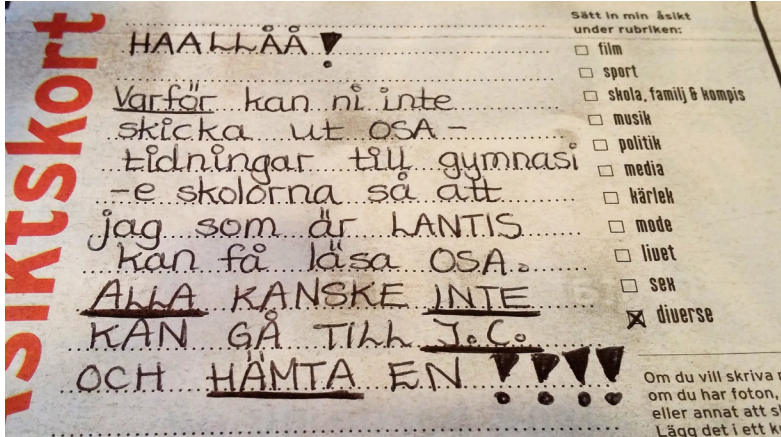 Åsiktskort
HAALLÅÅ!
Varför kan ni inte
skicka ut OSA-
tidningar till gymnasi
-e skolorna så att
jag som är LANTIS
kan få läsa OSA.
ALLA KANSKE INTE
KAN GÅ TILL J.C.
OCH HÄMTA EN !!!!
Sätt in min åsikt
under rubriken:
film
sport
skola, familj & kompis
musik
politik
media
kärlek
mode
livet
sex
diverse
Om du vill skriva
om du har foton,
eller annat att
Lägg det i ett